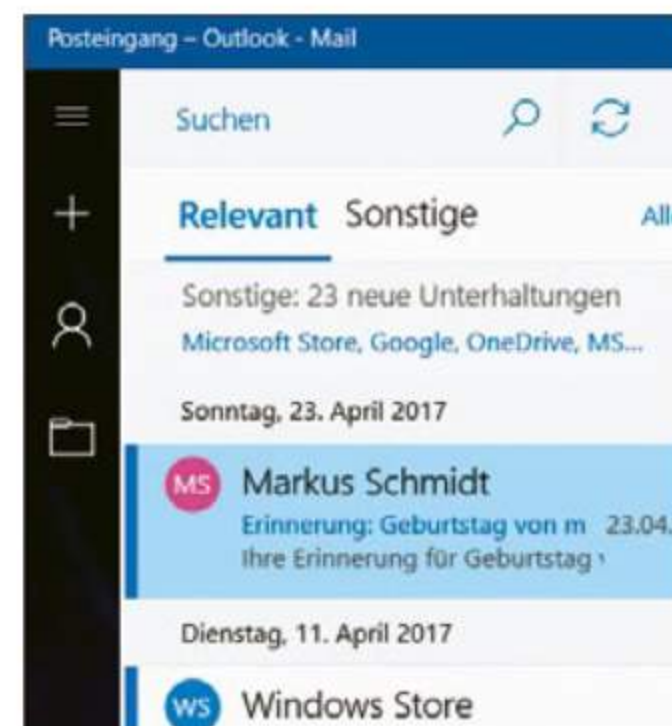 Posteingang – Outlook - Mail
Suchen
Relevant Sonstige All
Sonstige: 23 neue Unterhaltungen
Microsoft Store, Google, OneDrive, MS...
Sonntag, 23. April 2017
MS Markus Schmidt
Erinnerung: Geburtstag von m 23.04.
Ihre Erinnerung für Geburtstag
Dienstag, 11. April 2017
WS Windows Store